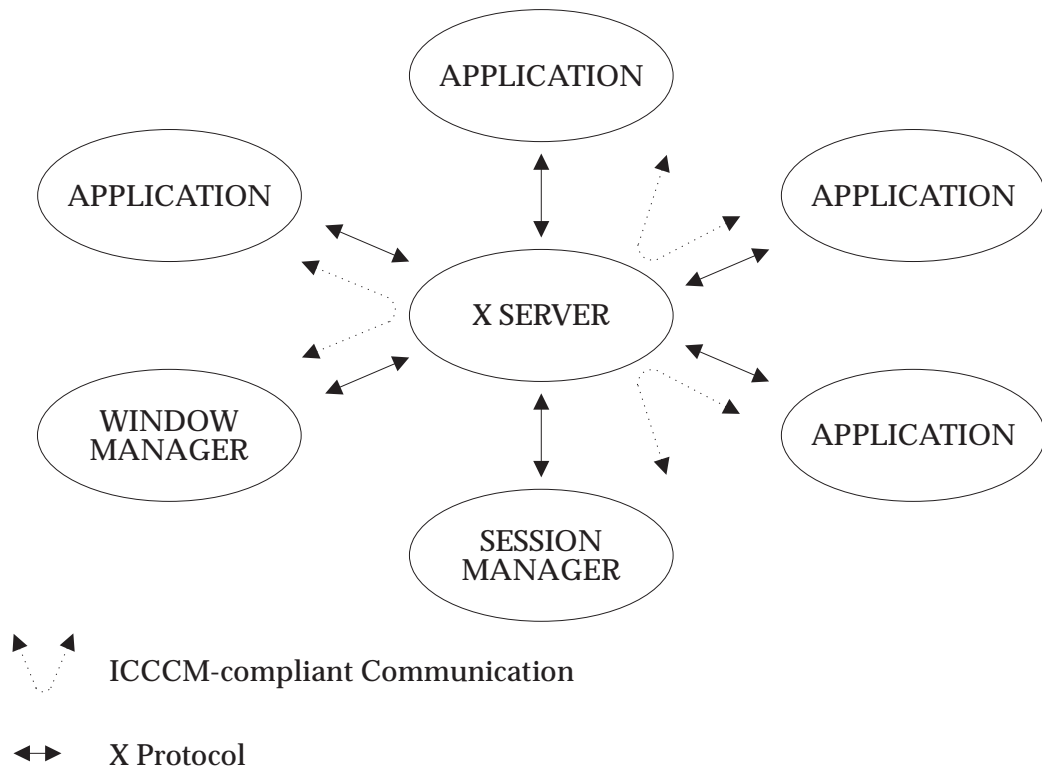 APPLICATION
APPLICATION
APPLICATION
X SERVER
WINDOW
MANAGER
APPLICATION
SESSION
MANAGER
ICCCM-compliant Communication
X Protocol